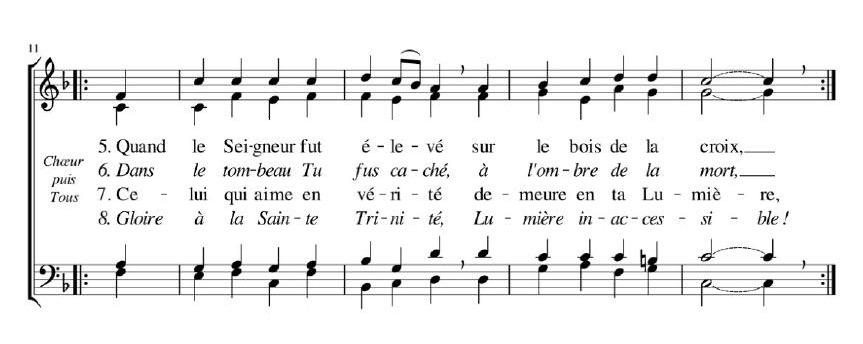 11
Chœur
puis
Tous
5. Quand le Sei-gneur fut é-le-vé sur le bois de la croix,
6. Dans le tom-beau Tu fus ca-ché, à l'om-bre de la mort,
7. Ce-lui qui aime en vé-ri-té de-meure en ta Lu-miè-re,
8. Gloire à la Sain-te Tri-ni-té, Lu-mière in-ac-ces-si-ble !